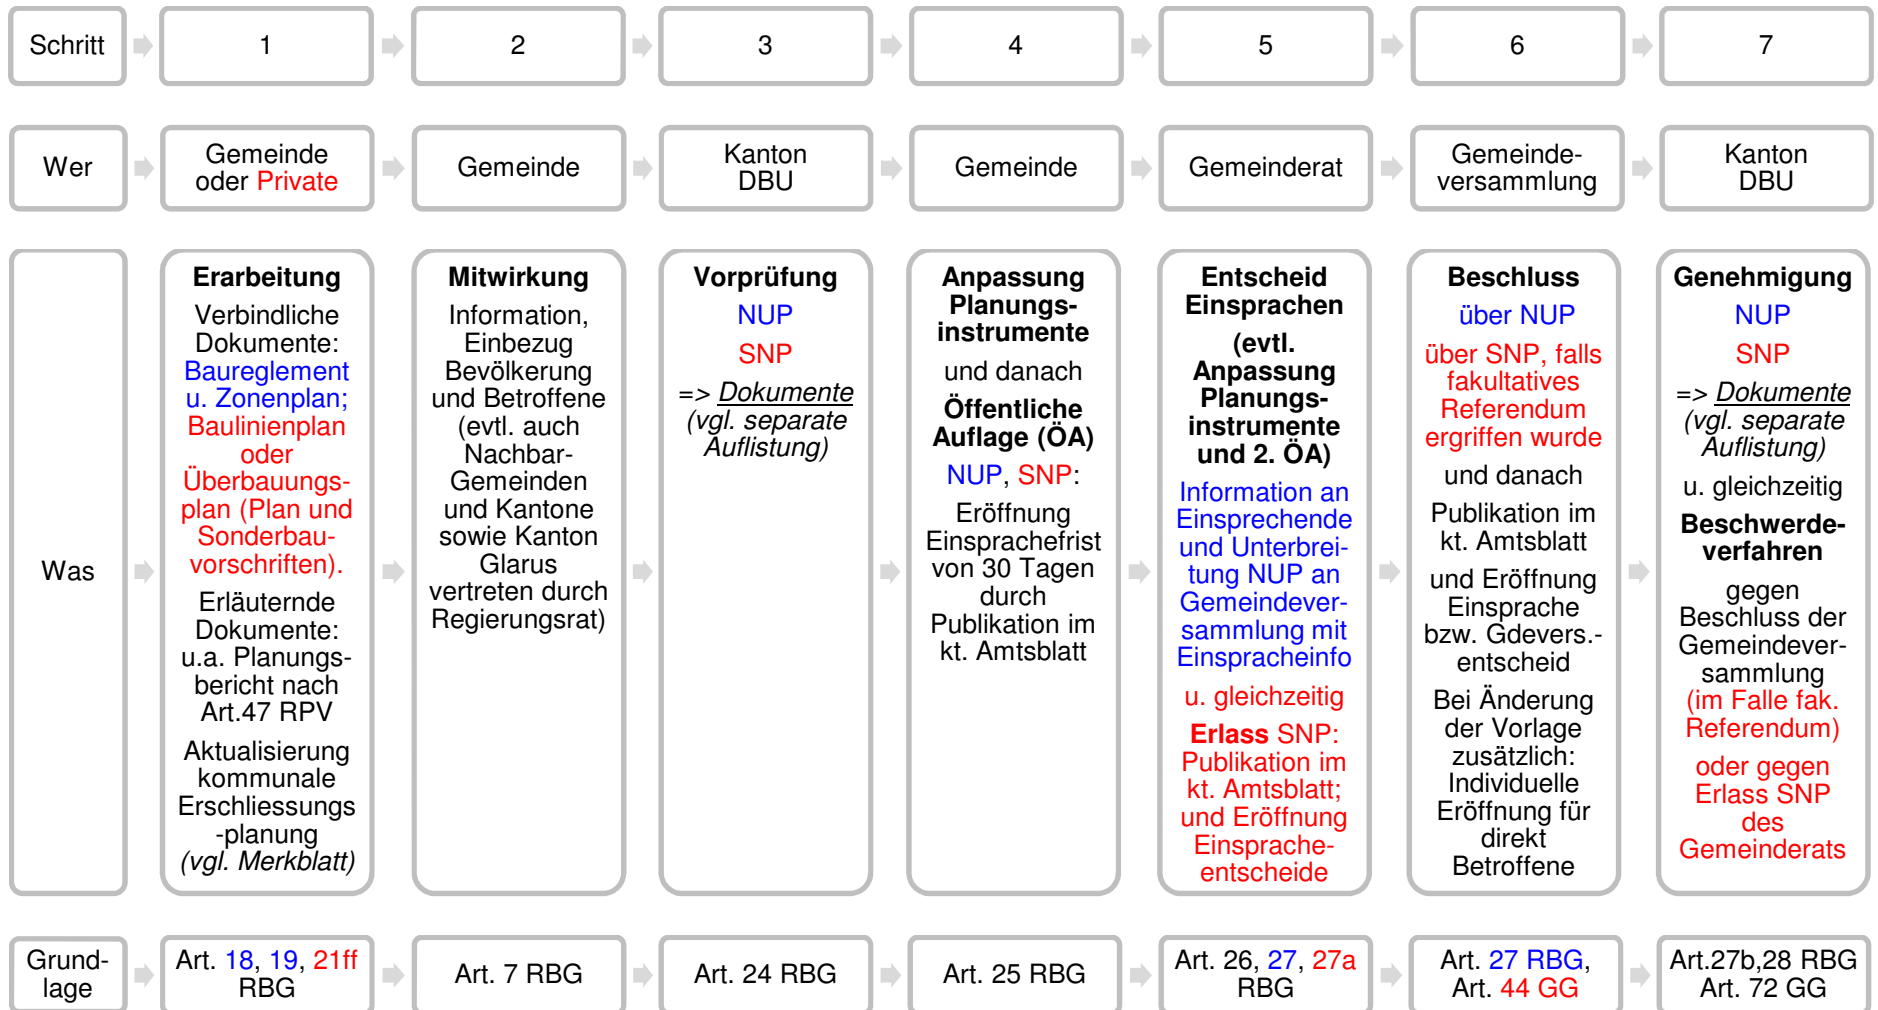 Schritt
1
2
3
4
5
6
7
Wer
Gemeinde
oder Private
Gemeinde
Kanton
DBU
Gemeinde
Gemeinderat
Gemeinde-
versammlung
Kanton
DBU
Was
Erarbeitung
Verbindliche
Dokumente:
Baureglement
u. Zonenplan;
Baulinienplan
oder
Überbauungs-
plan (Plan und
Sonderbau-
vorschriften).
Erläuternde
Dokumente:
u.a. Planungs-
bericht nach
Art.47 RPV
Aktualisierung
kommunale
Erschliessungs
-planung
(vgl. Merkblatt)
Mitwirkung
Information,
Einbezug
Bevölkerung
und Betroffene
(evtl. auch
Nachbar-
Gemeinden
und Kantone
sowie Kanton
Glarus
vertreten durch
Regierungsrat)
Vorprüfung
NUP
SNP
=> Dokumente
(vgl. separate
Auflistung)
Anpassung
Planungs-
instrumente
und danach
Öffentliche
Auflage (ÖA)
NUP, SNP:
Eröffnung
Einsprachefrist
von 30 Tagen
durch
Publikation im
kt. Amtsblatt
Entscheid
Einsprachen
(evtl.
Anpassung
Planungs-
instrumente
und 2. ÖA)
Information an
Einsprechende
und Unterbrei-
tung NUP an
Gemeindever-
sammlung mit
Einspracheinfo
u. gleichzeitig
Erlass SNP:
Publikation im
kt. Amtsblatt;
und Eröffnung
Einsprache-
entscheide
Beschluss
über NUP
über SNP, falls
fakultatives
Referendum
ergriffen wurde
und danach
Publikation im
kt. Amtsblatt
und Eröffnung
Einsprache
bzw. Gdevers.-
entscheid
Bei Änderung
der Vorlage
zusätzlich:
Individuelle
Eröffnung für
direkt
Betroffene
Genehmigung
NUP
SNP
=> Dokumente
(vgl. separate
Auflistung)
u. gleichzeitig
Beschwerde-
verfahren
gegen
Beschluss der
Gemeindever-
sammlung
(im Falle fak.
Referendum)
oder gegen
Erlass SNP
des
Gemeinderats
Grund-
lage
Art. 18, 19, 21ff
RBG
Art. 7 RBG
Art. 24 RBG
Art. 25 RBG
Art. 26, 27, 27a
RBG
Art. 27 RBG,
Art. 44 GG
Art.27b,28 RBG
Art. 72 GG